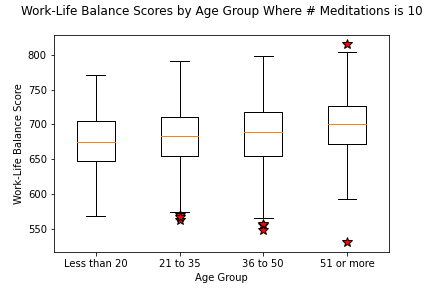 Work-Life Balance Scores by Age Group Where # Meditations is 10
800
750
700
650
600
550
Work-Life Balance Score
Less than 20 21 to 35 36 to 50 51 or more
Age Group